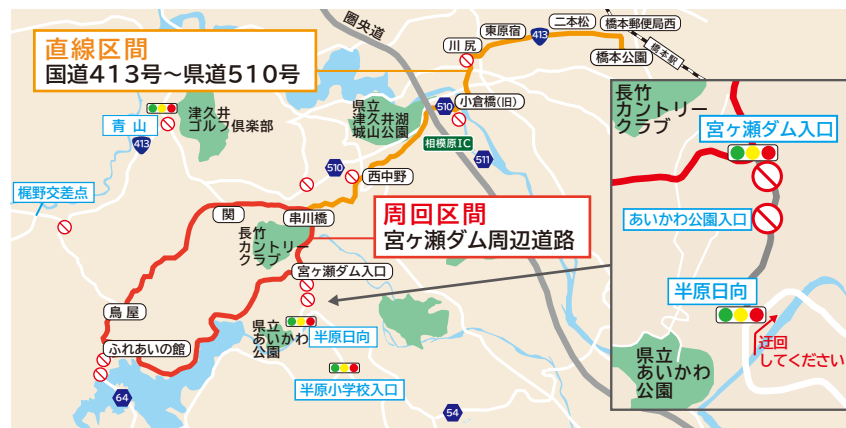 直線区間
国道413号～県道510号
圏央道
川尻
東原宿
413
二本松
橋本郵便局西
橋本公園
橋本駅
津久井
ゴルフ倶楽部
青山
413
県立
津久井湖
城山公園
510
小倉橋(旧)
相模原IC
511
510
西中野
梶野交差点
関
串川橋
長竹
カントリー
クラブ
周回区間
宮ヶ瀬ダム周辺道路
宮ヶ瀬ダム入口
鳥屋
ふれあいの館
県立
あいかわ
公園
半原日向
半原小学校入口
64
54
長竹
カントリー
クラブ
宮ヶ瀬ダム入口
あいかわ公園入口
半原日向
迂回
してください
県立
あいかわ
公園